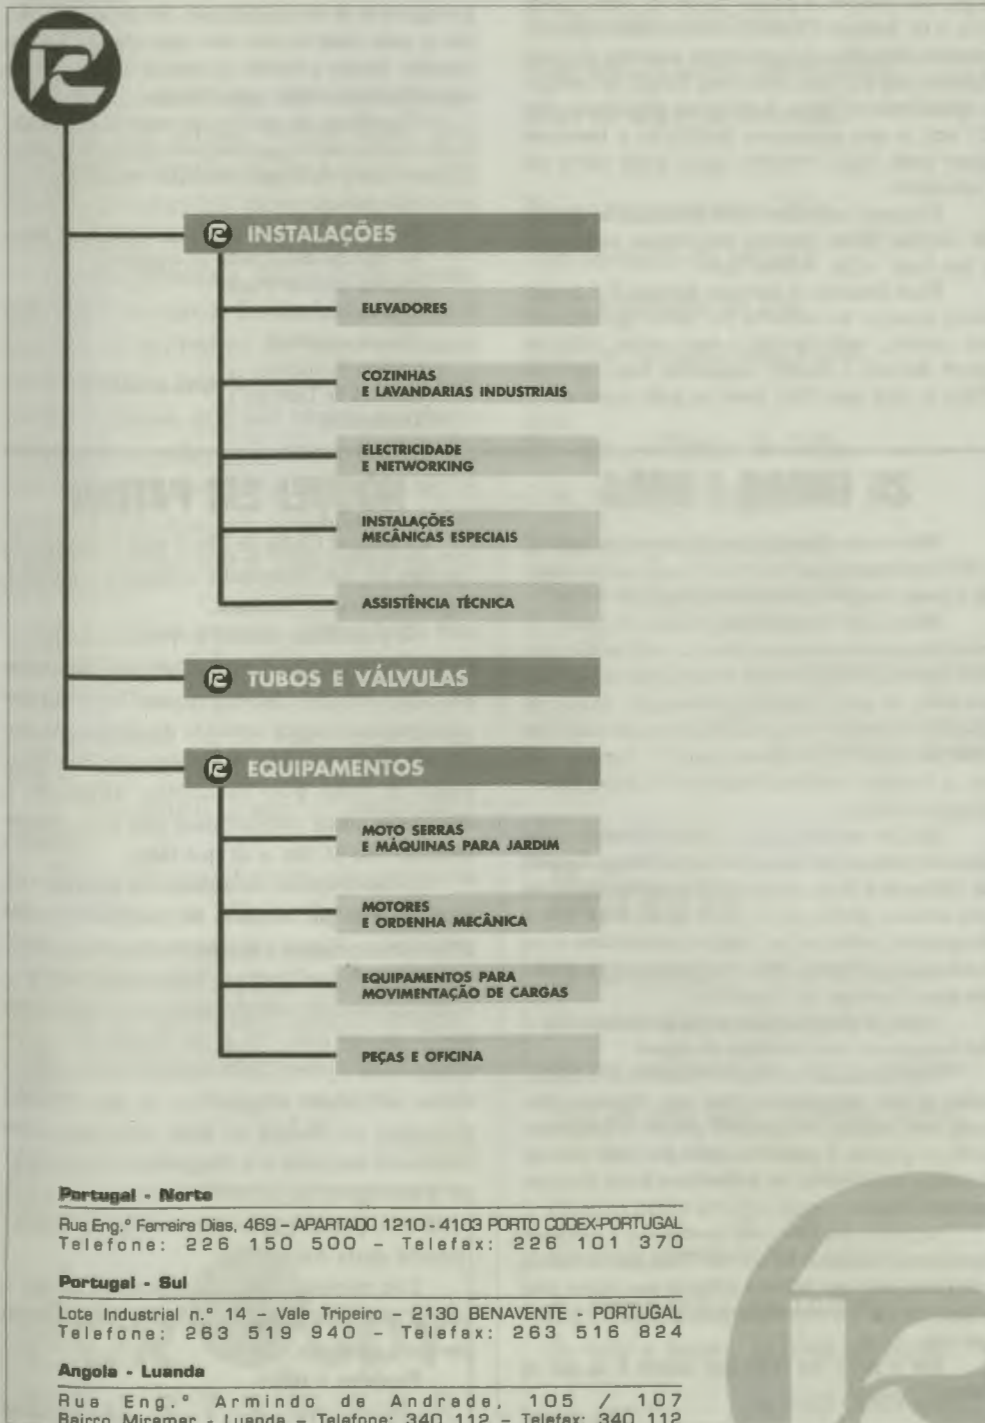 INSTALAÇÕES
ELEVADORES
COZINHAS
E LAVANDARIAS INDUSTRIAIS
ELECTRICIDADE
E NETWORKING
INSTALAÇÕES
MECÂNICAS ESPECIAIS
ASSISTÊNCIA TÉCNICA
TUBOS E VÁLVULAS
EQUIPAMENTOS
MOTO SERRAS
E MÁQUINAS PARA JARDIM
MOTORES
E ORDENHA MECÂNICA
EQUIPAMENTOS PARA
MOVIMENTAÇÃO DE CARGAS
PEÇAS E OFICINA
Portugal - Norte
Rua Eng.º Ferreira Dias, 469 – APARTADO 1210 - 4103 PORTO CODEX-PORTUGAL
Telefone: 226 150 500 – Telefax: 226 101 370
Portugal - Sul
Lote Industrial n.º 14 – Vale Tripeiro – 2130 BENAVENTE - PORTUGAL
Telefone: 263 519 940 – Telefax: 263 516 824
Angola - Luanda
Rua Eng.º Armindo de Andrade, 105 / 107
Bairro Miramar - Luanda – Telefone: 340 112 – Telefax: 340 112